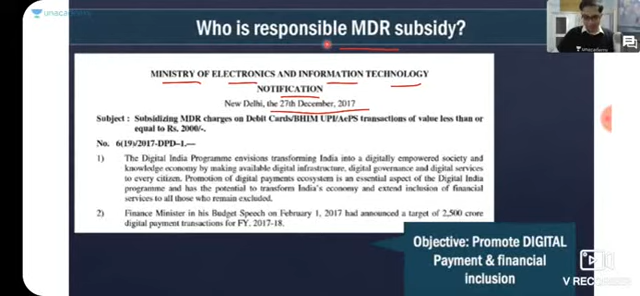 unacademy
Who is responsible MDR subsidy?
MINISTRY OF ELECTRONICS AND INFORMATION TECHNOLOGY
NOTIFICATION
New Delhi, the 27th December, 2017
Subject : Subsidizing MDR charges on Debit Cards/BHIM UPI/AePS transactions of value less than or
equal to Rs. 2000/-.
No. 6(19)/2017-DPD-1.—
1) The Digital India Programme envisions transforming India into a digitally empowered society and
knowledge economy by making available digital infrastructure, digital governance and digital services
to every citizen. Promotion of digital payments ecosystem is an essential aspect of the Digital India
programme and has the potential to transform India's economy and extend inclusion of financial
services to all those who remain excluded.
2) Finance Minister in his Budget Speech on February 1, 2017 had announced a target of 2,500 crore
digital payment transactions for FY. 2017-18.
Objective: Promote DIGITAL
Payment & financial
inclusion
V RECORDE